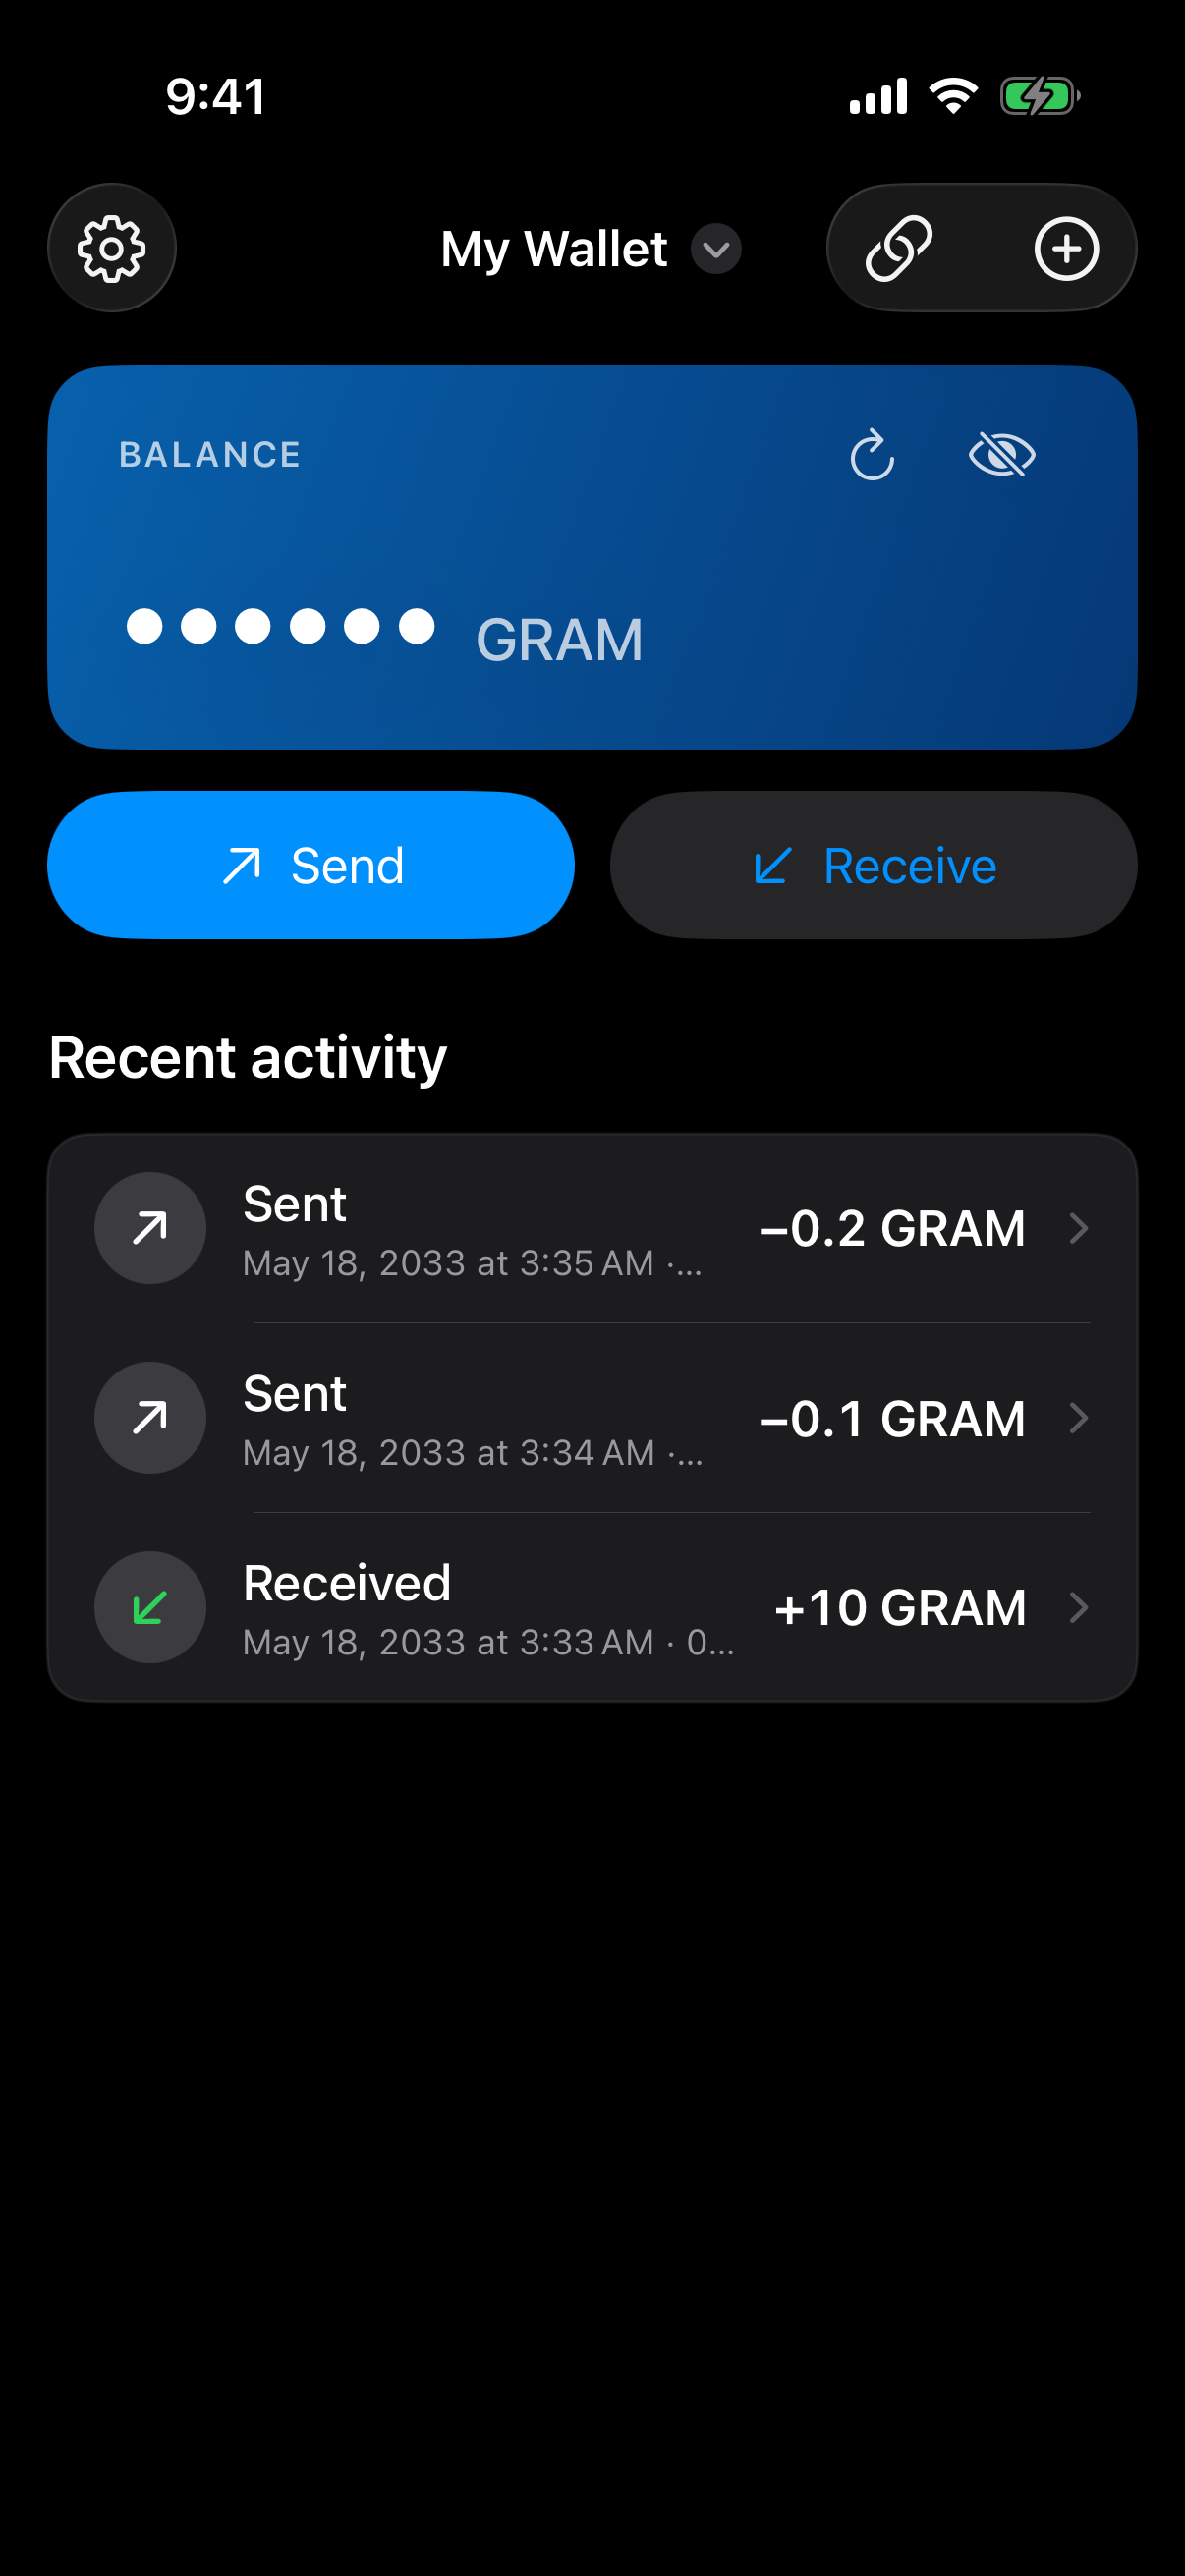 9:41
My Wallet
BALANCE
•••••• GRAM
Send
Receive
Recent activity
Sent
May 18, 2033 at 3:35 AM ·...
–0.2 GRAM
Sent
May 18, 2033 at 3:34 AM ·...
–0.1 GRAM
Received
May 18, 2033 at 3:33 AM · 0...
+10 GRAM